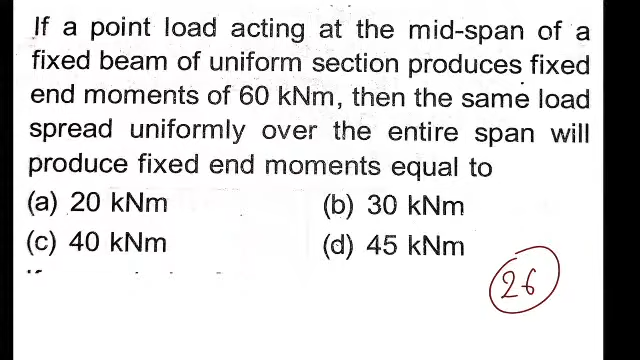 If a point load acting at the mid-span of a
fixed beam of uniform section produces fixed
end moments of 60 kNm, then the same load
spread uniformly over the entire span will
produce fixed end moments equal to
(a) 20 kNm (b) 30 kNm
(c) 40 kNm (d) 45 kNm
26